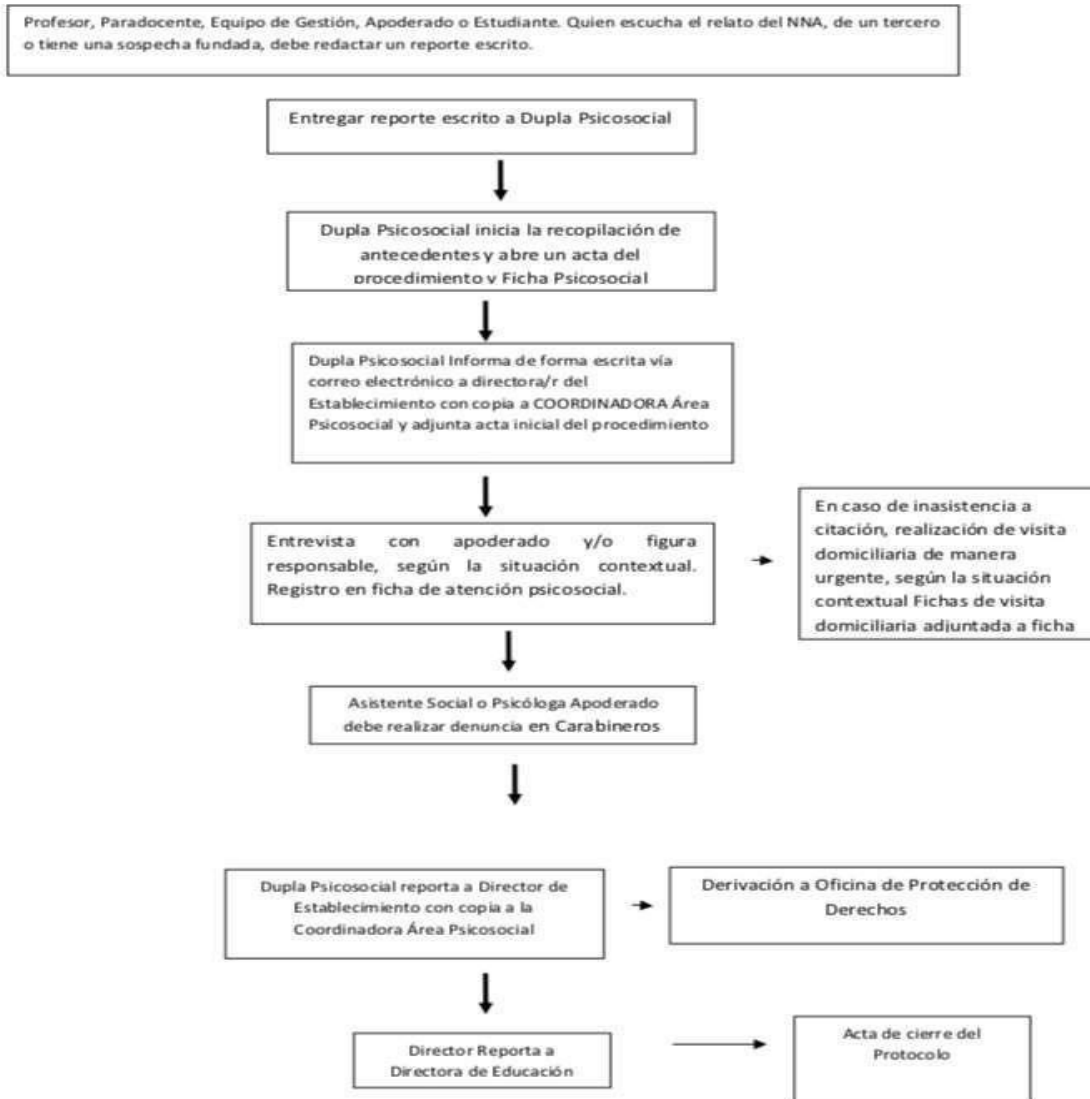 Profesor, Paradocente, Equipo de Gestión, Apoderado o Estudiante. Quien escucha el relato del NNA, de un tercero
o tiene una sospecha fundada, debe redactar un reporte escrito.
Entregar reporte escrito a Dupla Psicosocial
Dupla Psicosocial inicia la recopilación de
antecedentes y abre un acta del
procedimiento y Ficha Psicosocial
Dupla Psicosocial Informa de forma escrita vía
correo electrónico a directora/r del
Establecimiento con copia a COORDINADORA Área
Psicosocial y adjunta acta inicial del procedimiento
Entrevista con apoderado y/o figura
responsable, según la situación contextual.
Registro en ficha de atención psicosocial.
En caso de inasistencia a
citación, realización de visita
domiciliaria de manera
urgente, según la situación
contextual Fichas de visita
domiciliaria adjuntada a ficha
Asistente Social o Psicóloga Apoderado
debe realizar denuncia en Carabineros
Dupla Psicosocial reporta a Director de
Establecimiento con copia a la
Coordinadora Área Psicosocial
Derivación a Oficina de Protección de
Derechos
Director Reporta a
Directora de Educación
Acta de cierre del
Protocolo